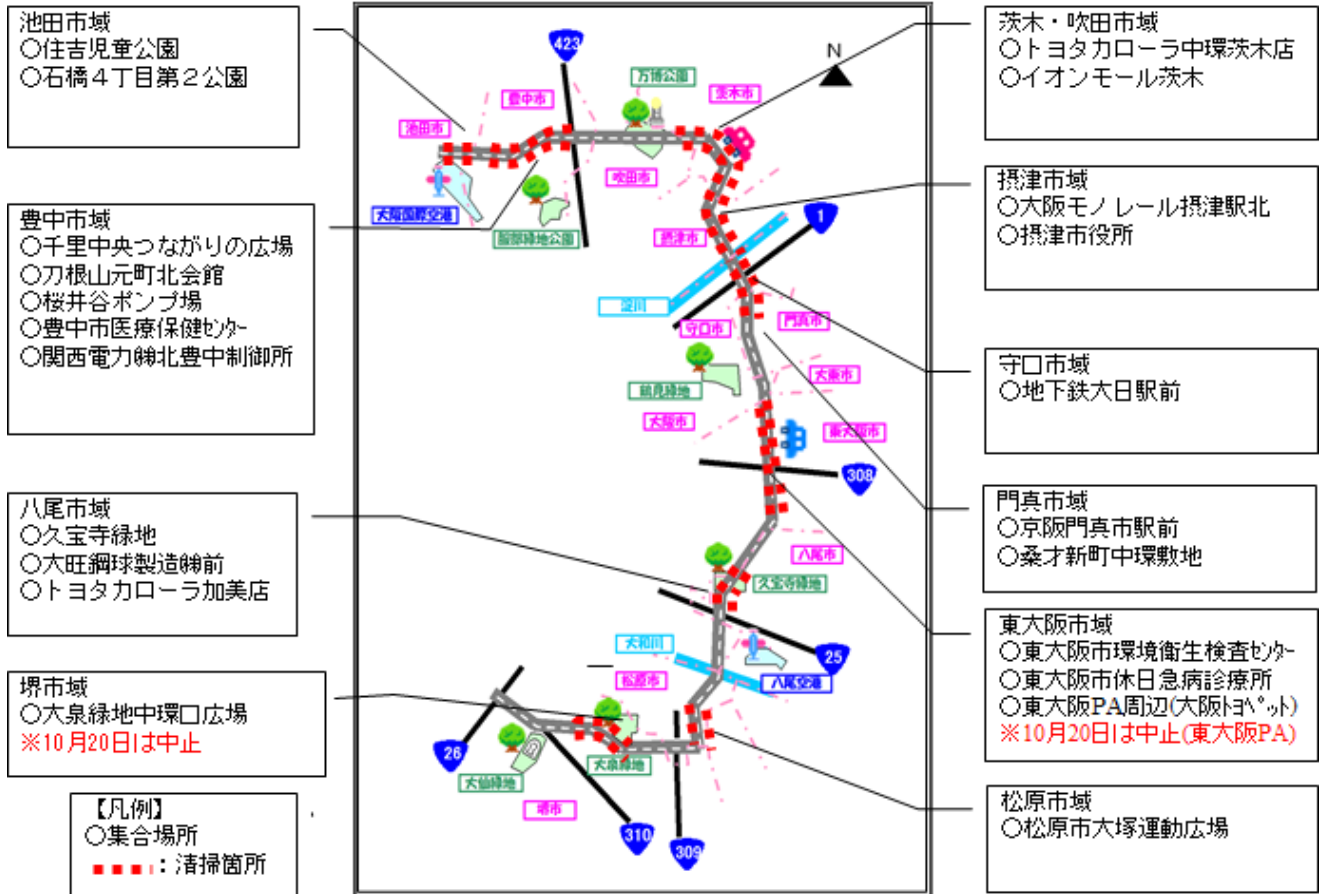 池田市域
○住吉児童公園
○石橋4丁目第2公園
豊中市域
○千里中央つながりの広場
○刀根山元町北会館
○桜井谷ポンプ場
○豊中市医療保健ｾﾝﾀｰ
○関西電力㈱北豊中制御所
八尾市域
○久宝寺緑地
○大旺鋼球製造㈱前
○トヨタカローラ加美店
堺市域
○大泉緑地中環口広場
※10月20日は中止
【凡例】
○集合場所
：清掃箇所
423
万博公園
N
豊中市
茨木市
池田市
吹田市
大阪国際空港
服部緑地公園
摂津市
1
淀川
守口市
門真市
大東市
鶴見緑地
大阪市
東大阪市
308
八尾市
久宝寺緑地
大和川
25
松原市
八尾空港
26
大仙緑地
大泉緑地
堺市
310
309
茨木・吹田市域
○トヨタカローラ中環茨木店
○イオンモール茨木
摂津市域
○大阪モノレール摂津駅北
○摂津市役所
守口市域
○地下鉄大日駅前
門真市域
○京阪門真市駅前
○桑才新町中環敷地
東大阪市域
○東大阪市環境衛生検査ｾﾝﾀｰ
○東大阪市休日急病診療所
○東大阪PA周辺(大阪ﾄﾖﾍﾟｯﾄ)
※10月20日は中止(東大阪PA)
松原市域
○松原市大塚運動広場